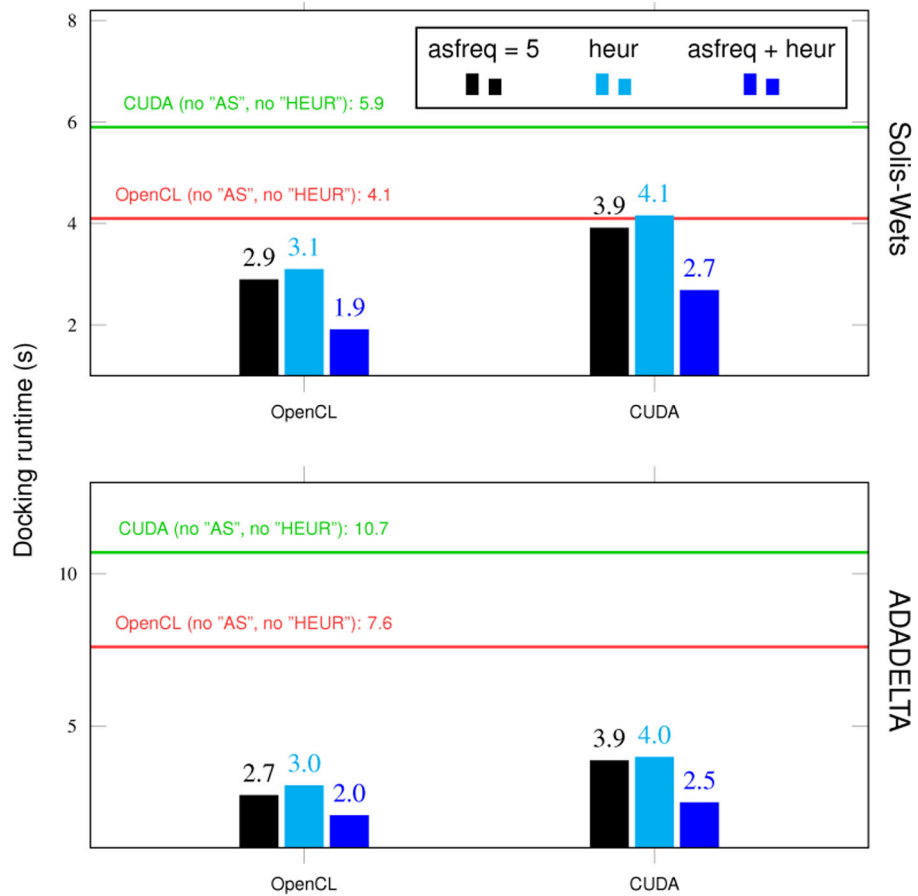 8
asfreq = 5 heur asfreq + heur
CUDA (no "AS", no "HEUR"): 5.9
6
OpenCL (no "AS", no "HEUR"): 4.1
4
2.9 3.1 1.9
3.9 4.1 2.7
2
OpenCL CUDA
Solis-Wets
Docking runtime (s)
CUDA (no "AS", no "HEUR"): 10.7
10
OpenCL (no "AS", no "HEUR"): 7.6
5
2.7 3.0 2.0
3.9 4.0 2.5
OpenCL CUDA
ADADELTA